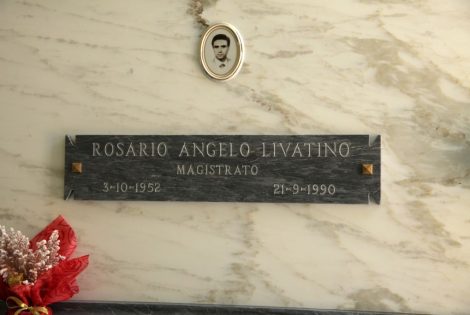 ROSARIO ANGELO LIVATINO
MAGISTRATO
3-10-1952 21-9-1990